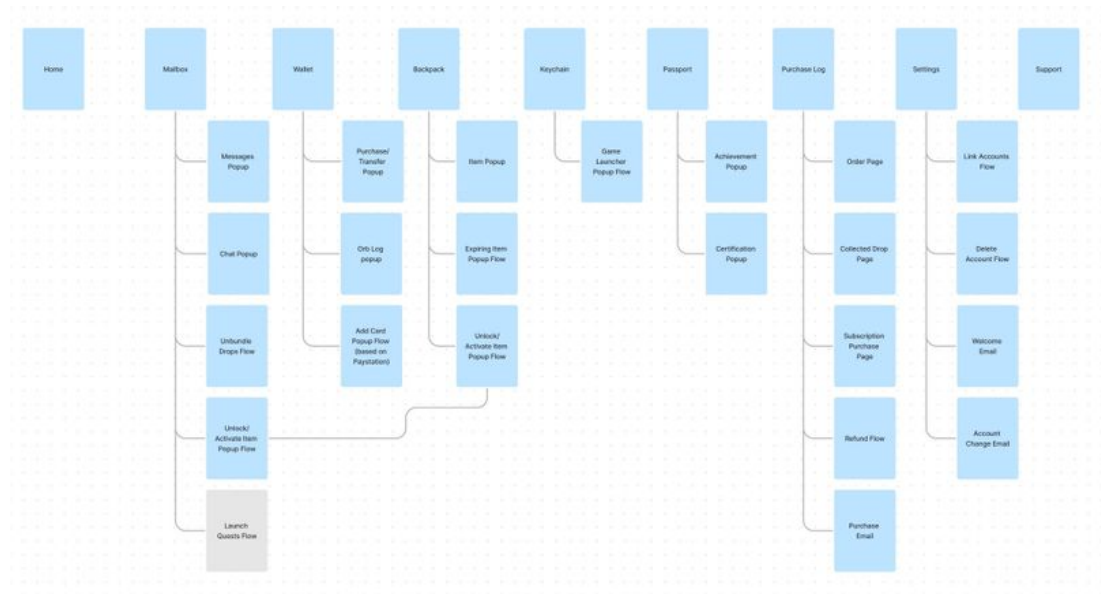 Home
Mailbox
Wallet
Backpack
Keychain
Passport
Purchase Log
Settings
Support
Messages
Popup
Chat Popup
Unbundle
Drops Flow
Unlock/
Activate Item
Popup Flow
Launch
Quests Flow
Purchase/
Transfer
Popup
Orb Log
popup
Add Card
Popup Flow
(based on
Paystation)
Item Popup
Expiring Item
Popup Flow
Unlock/
Activate Item
Popup Flow
Game
Launcher
Popup Flow
Achievement
Popup
Certification
Popup
Order Page
Collected Drop
Page
Subscription
Purchase
Page
Refund Flow
Purchase
Email
Link Accounts
Flow
Delete
Account Flow
Welcome
Email
Account
Change Email